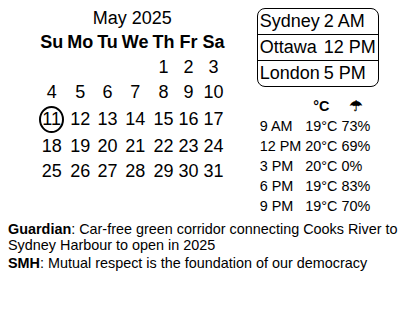 May 2025
Su Mo Tu We Th Fr Sa
1 2 3
4 5 6 7 8 9 10
11 12 13 14 15 16 17
18 19 20 21 22 23 24
25 26 27 28 29 30 31
Sydney 2 AM
Ottawa 12 PM
London 5 PM
°C ☂
9 AM 19°C 73%
12 PM 20°C 69%
3 PM 20°C 0%
6 PM 19°C 83%
9 PM 19°C 70%
Guardian: Car-free green corridor connecting Cooks River to
Sydney Harbour to open in 2025
SMH: Mutual respect is the foundation of our democracy